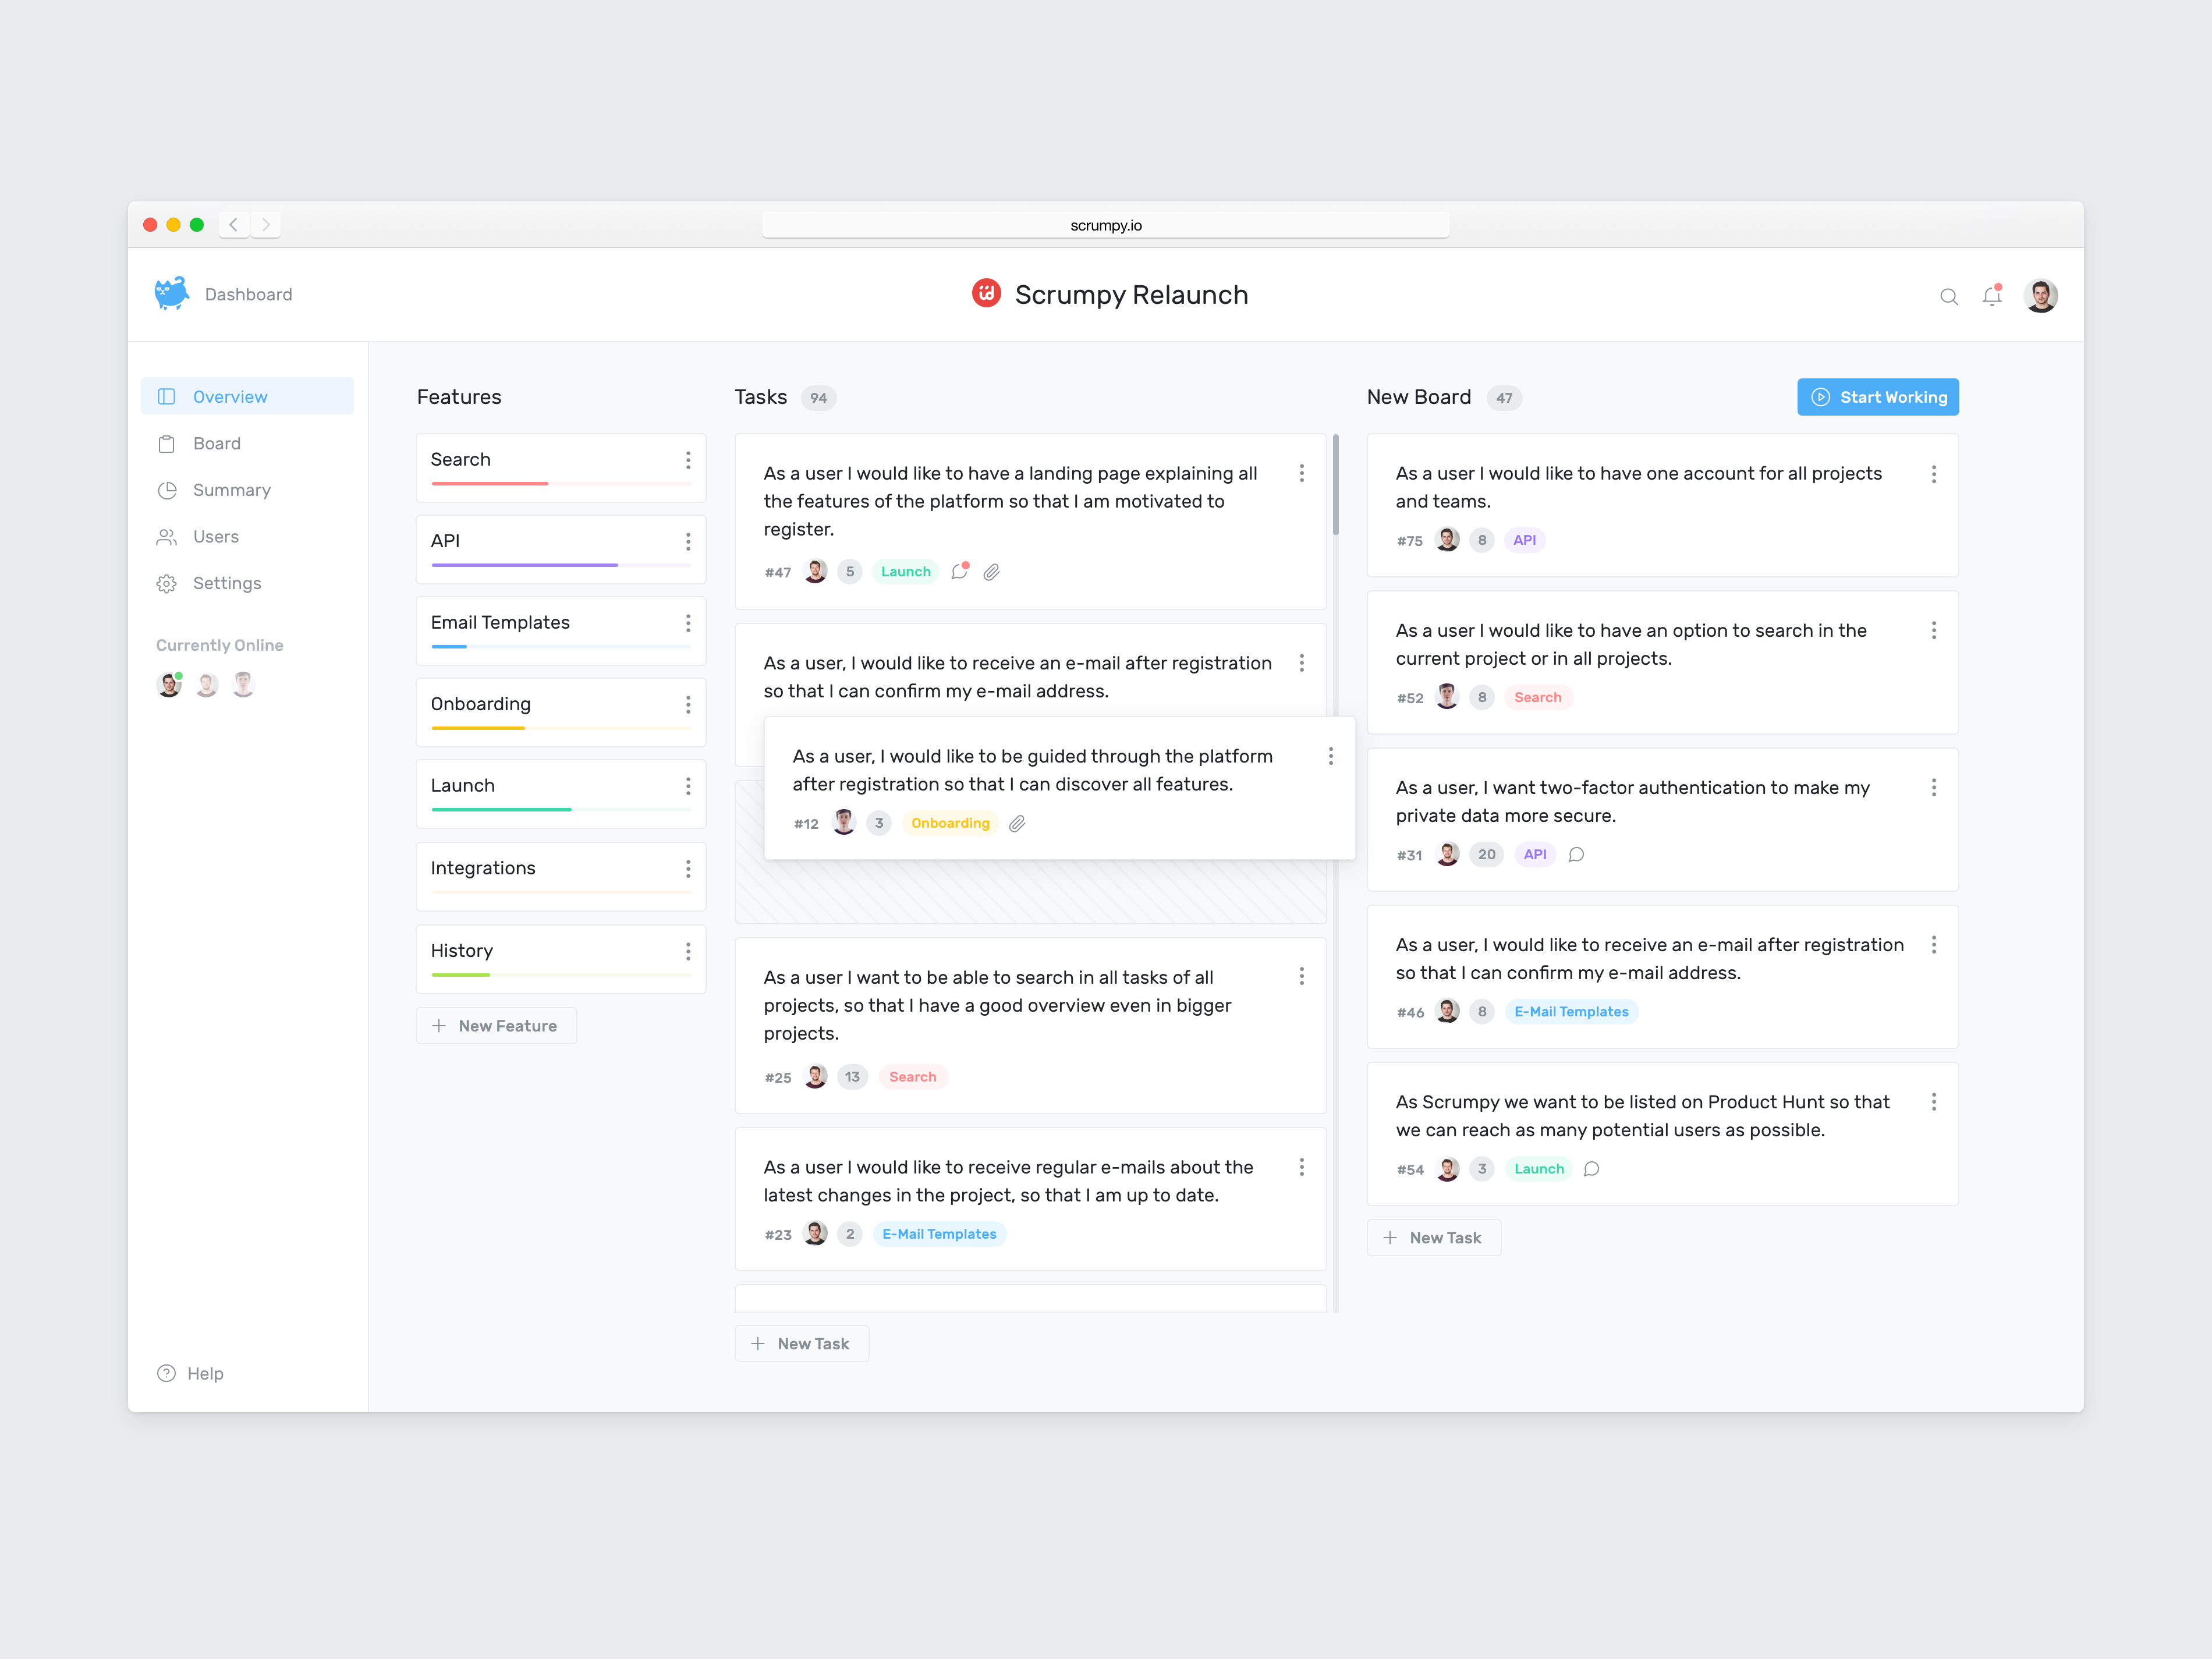 scrumpy.io
Dashboard
Scrumpy Relaunch
Overview
Board
Summary
Users
Settings
Currently Online
Help
Features
Search
API
Email Templates
Onboarding
Launch
Integrations
History
New Feature
Tasks 94
As a user I would like to have a landing page explaining all
the features of the platform so that I am motivated to
register.
#47 5 Launch
As a user, I would like to receive an e-mail after registration
so that I can confirm my e-mail address.
As a user, I would like to be guided through the platform
after registration so that I can discover all features.
#12 3 Onboarding
As a user I want to be able to search in all tasks of all
projects, so that I have a good overview even in bigger
projects.
#25 13 Search
As a user I would like to receive regular e-mails about the
latest changes in the project, so that I am up to date.
#23 2 E-Mail Templates
New Task
New Board 47
Start Working
As a user I would like to have one account for all projects
and teams.
#75 8 API
As a user I would like to have an option to search in the
current project or in all projects.
#52 8 Search
As a user, I want two-factor authentication to make my
private data more secure.
#31 20 API
As a user, I would like to receive an e-mail after registration
so that I can confirm my e-mail address.
#46 8 E-Mail Templates
As Scrumpy we want to be listed on Product Hunt so that
we can reach as many potential users as possible.
#54 3 Launch
New Task